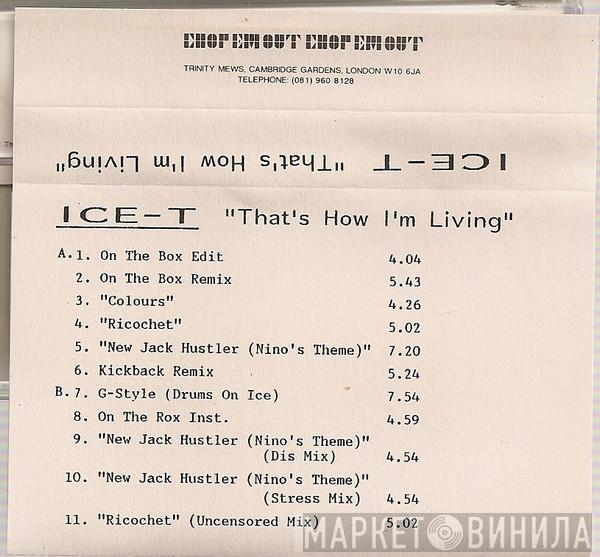 CHOP EM OUT CHOP EM OUT
TRINITY MEWS, CAMBRIDGE GARDENS, LONDON W10 6JA
TELEPHONE: (081) 960 8128
ICE-T "That's How I'm Living"
ICE-T "That's How I'm Living"
A.1. On The Box Edit 4.04
2. On The Box Remix 5.43
3. "Colours" 4.26
4. "Ricochet" 5.02
5. "New Jack Hustler (Nino's Theme)" 7.20
6. Kickback Remix 5.24
B.7. G-Style (Drums On Ice) 7.54
8. On The Rox Inst. 4.59
9. "New Jack Hustler (Nino's Theme)"
(Dis Mix) 4.54
10. "New Jack Hustler (Nino's Theme)"
(Stress Mix) 4.54
11. "Ricochet" (Uncensored Mix) 5.02
МАРКЕТ ВИНИЛА